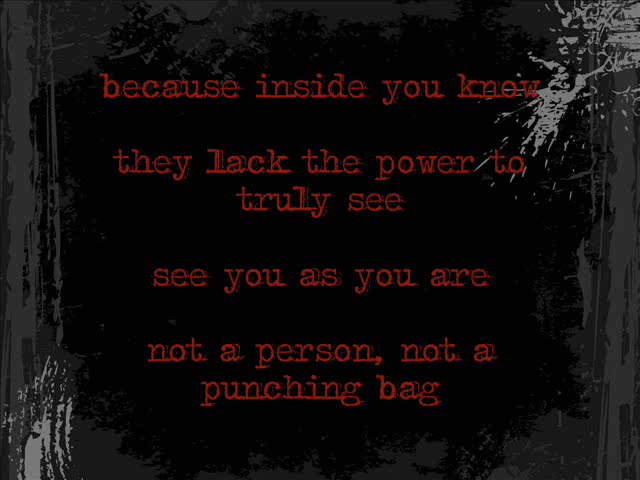 because inside you know
they lack the power to
truly see
see you as you are
not a person, not a
punching bag